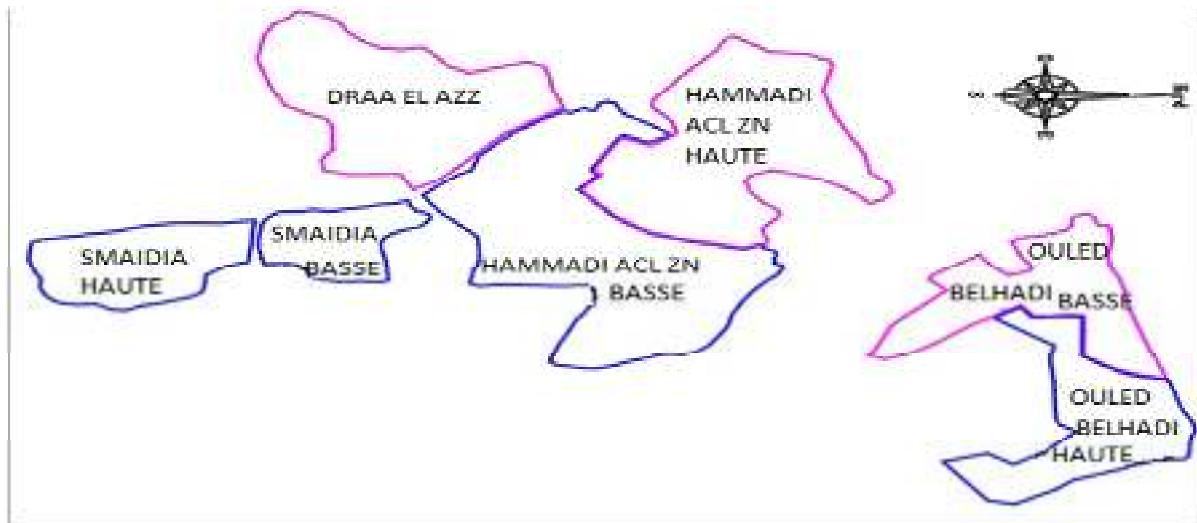 DRAA EL AZZ
HAMMADI
ACL ZN
HAUTE
SMAIDIA
HAUTE
SMAIDIA
BASSE
HAMMADI ACL ZN
BASSE
OULED
BELHADI BASSE
OULED
BELHADI
HAUTE